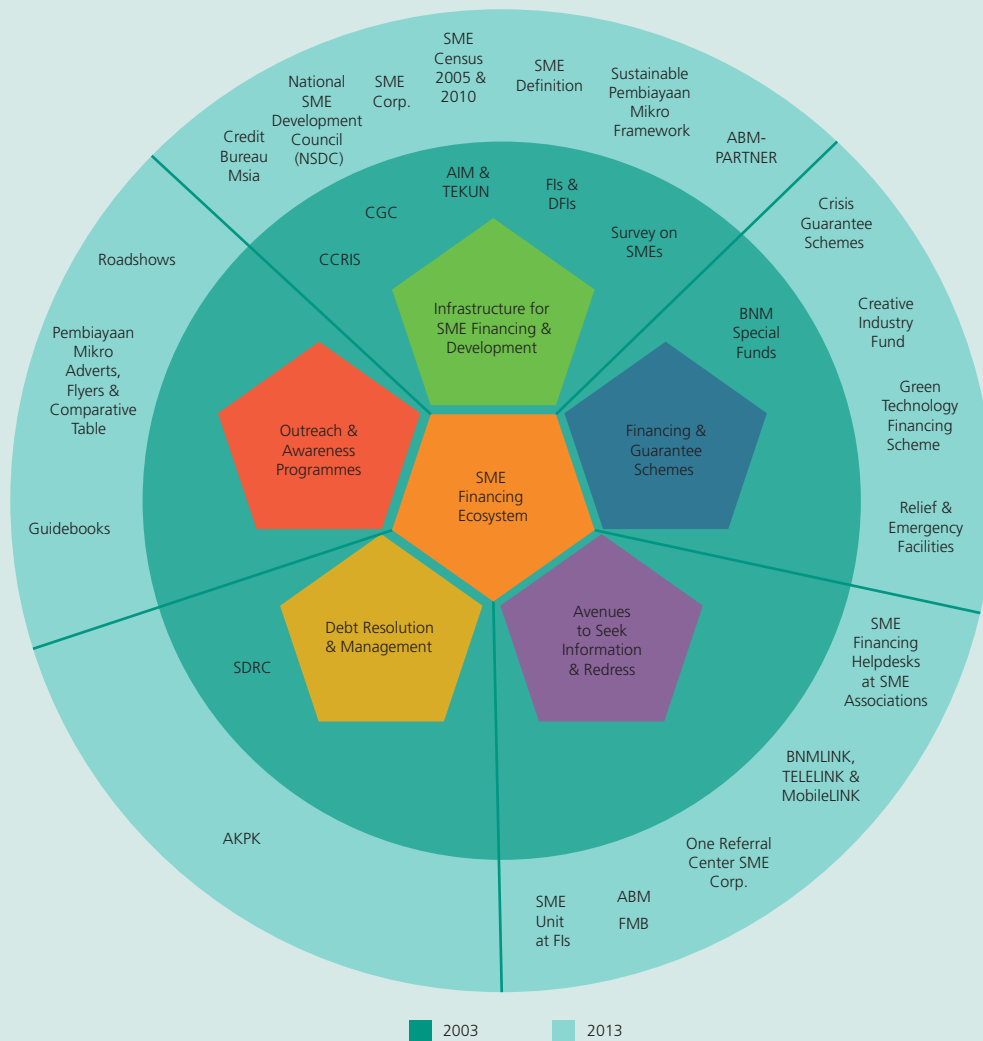 SME
Census
2005 &
2010
SME
Definition
Sustainable
Pembiayaan
Mikro
Framework
ABM-
PARTNER
SME
Corp.
National
SME
Development
Council
(NSDC)
Credit
Bureau
Msia
AIM &
TEKUN
FIs &
DFIs
CGC
Survey on
SMEs
CCRIS
Infrastructure for
SME Financing &
Development
Roadshows
Pembiayaan
Mikro
Adverts,
Flyers &
Comparative
Table
Guidebooks
Outreach &
Awareness
Programmes
SME
Financing
Ecosystem
Financing &
Guarantee
Schemes
BNM
Special
Funds
Crisis
Guarantee
Schemes
Creative
Industry
Fund
Green
Technology
Financing
Scheme
Relief &
Emergency
Facilities
Debt Resolution
& Management
SDRC
AKPK
Avenues
to Seek
Information
& Redress
SME
Financing
Helpdesks
at SME
Associations
BNMLINK,
TELELINK &
MobileLINK
One Referral
Center SME
Corp.
ABM
FMB
SME
Unit
at FIs
2003
2013